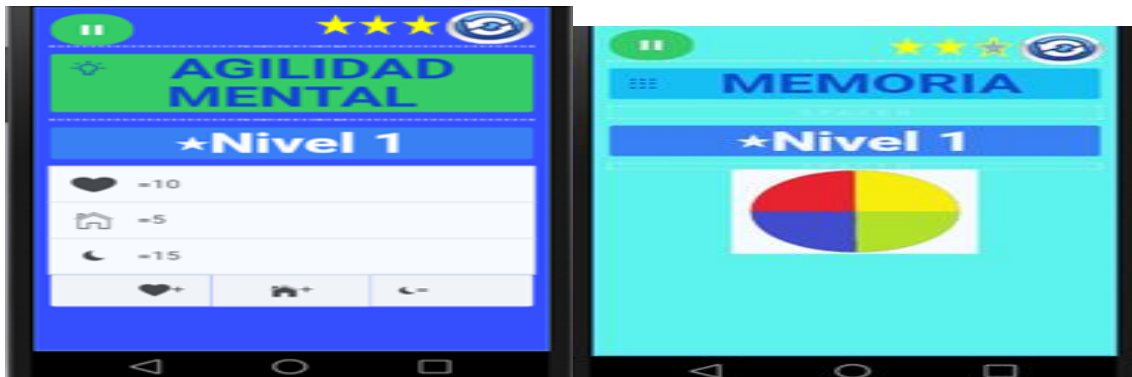 AGILIDAD
MENTAL
★Nivel 1
=10
=5
=15
+ + =
MEMORIA
★Nivel 1